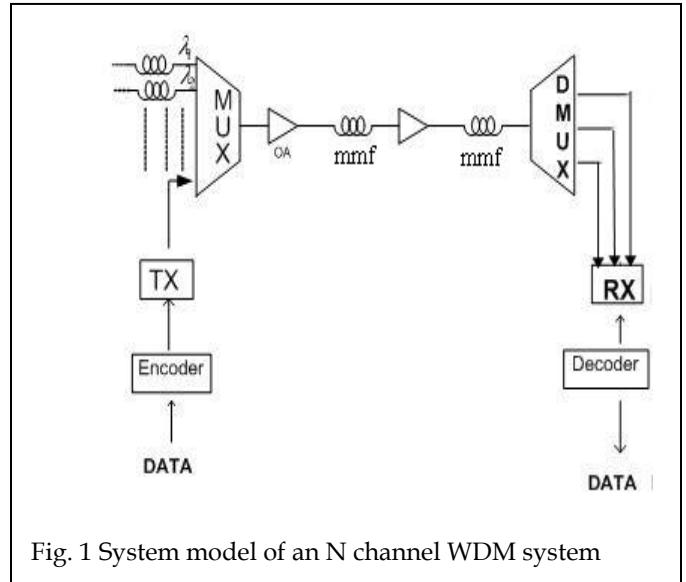 λ1
λ2
MUX
OA
mmf
mmf
DMUX
TX
RX
Encoder
Decoder
DATA
DATA
Fig. 1 System model of an N channel WDM system